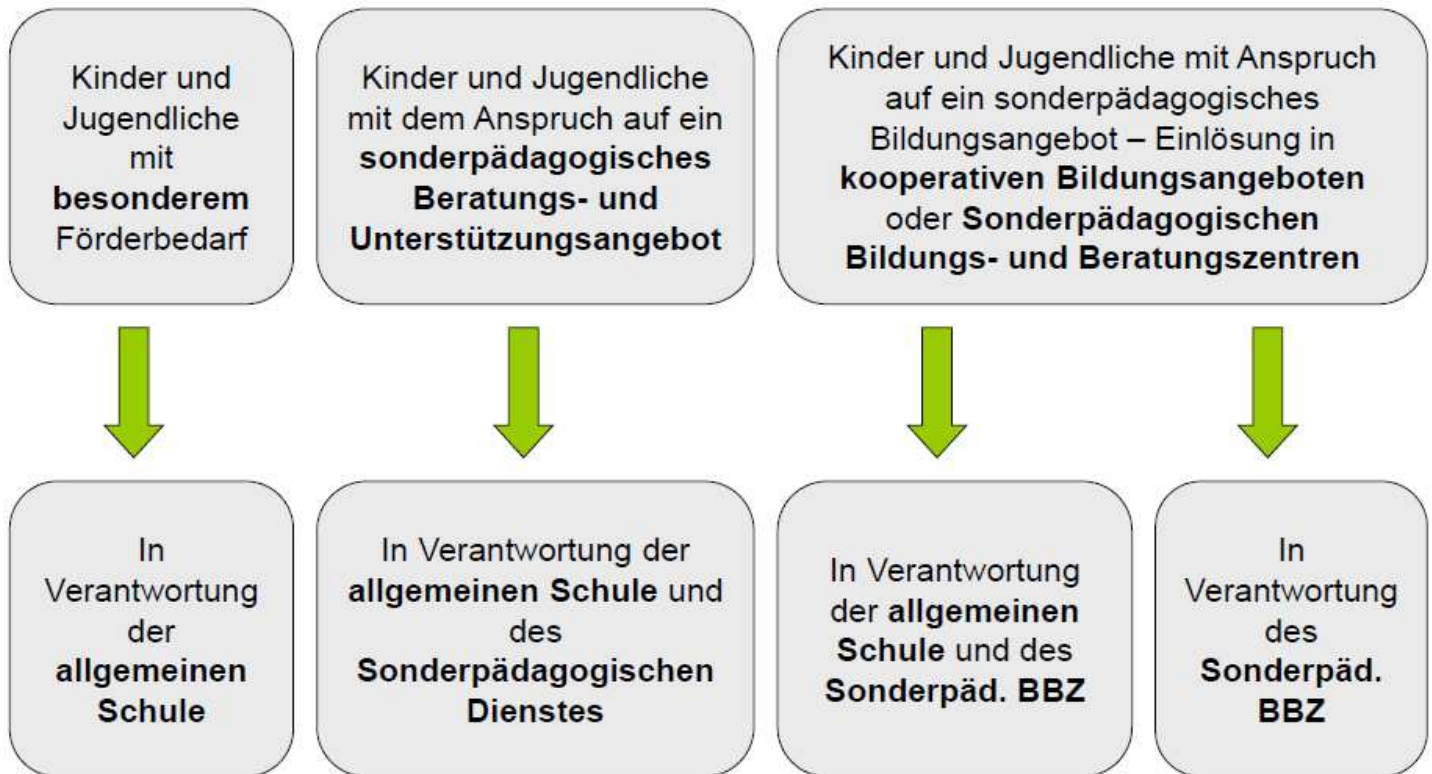 Kinder und
Jugendliche
mit
besonderem
Förderbedarf
Kinder und Jugendliche
mit dem Anspruch auf ein
sonderpädagogisches
Beratungs- und
Unterstützungsangebot
Kinder und Jugendliche mit Anspruch
auf ein sonderpädagogisches
Bildungsangebot – Einlösung in
kooperativen Bildungsangeboten
oder Sonderpädagogischen
Bildungs- und Beratungszentren
In
Verantwortung
der
allgemeinen
Schule
In Verantwortung der
allgemeinen Schule und
des
Sonderpädagogischen
Dienstes
In Verantwortung
der allgemeinen
Schule und des
Sonderpäd. BBZ
In
Verantwortung
des
Sonderpäd.
BBZ